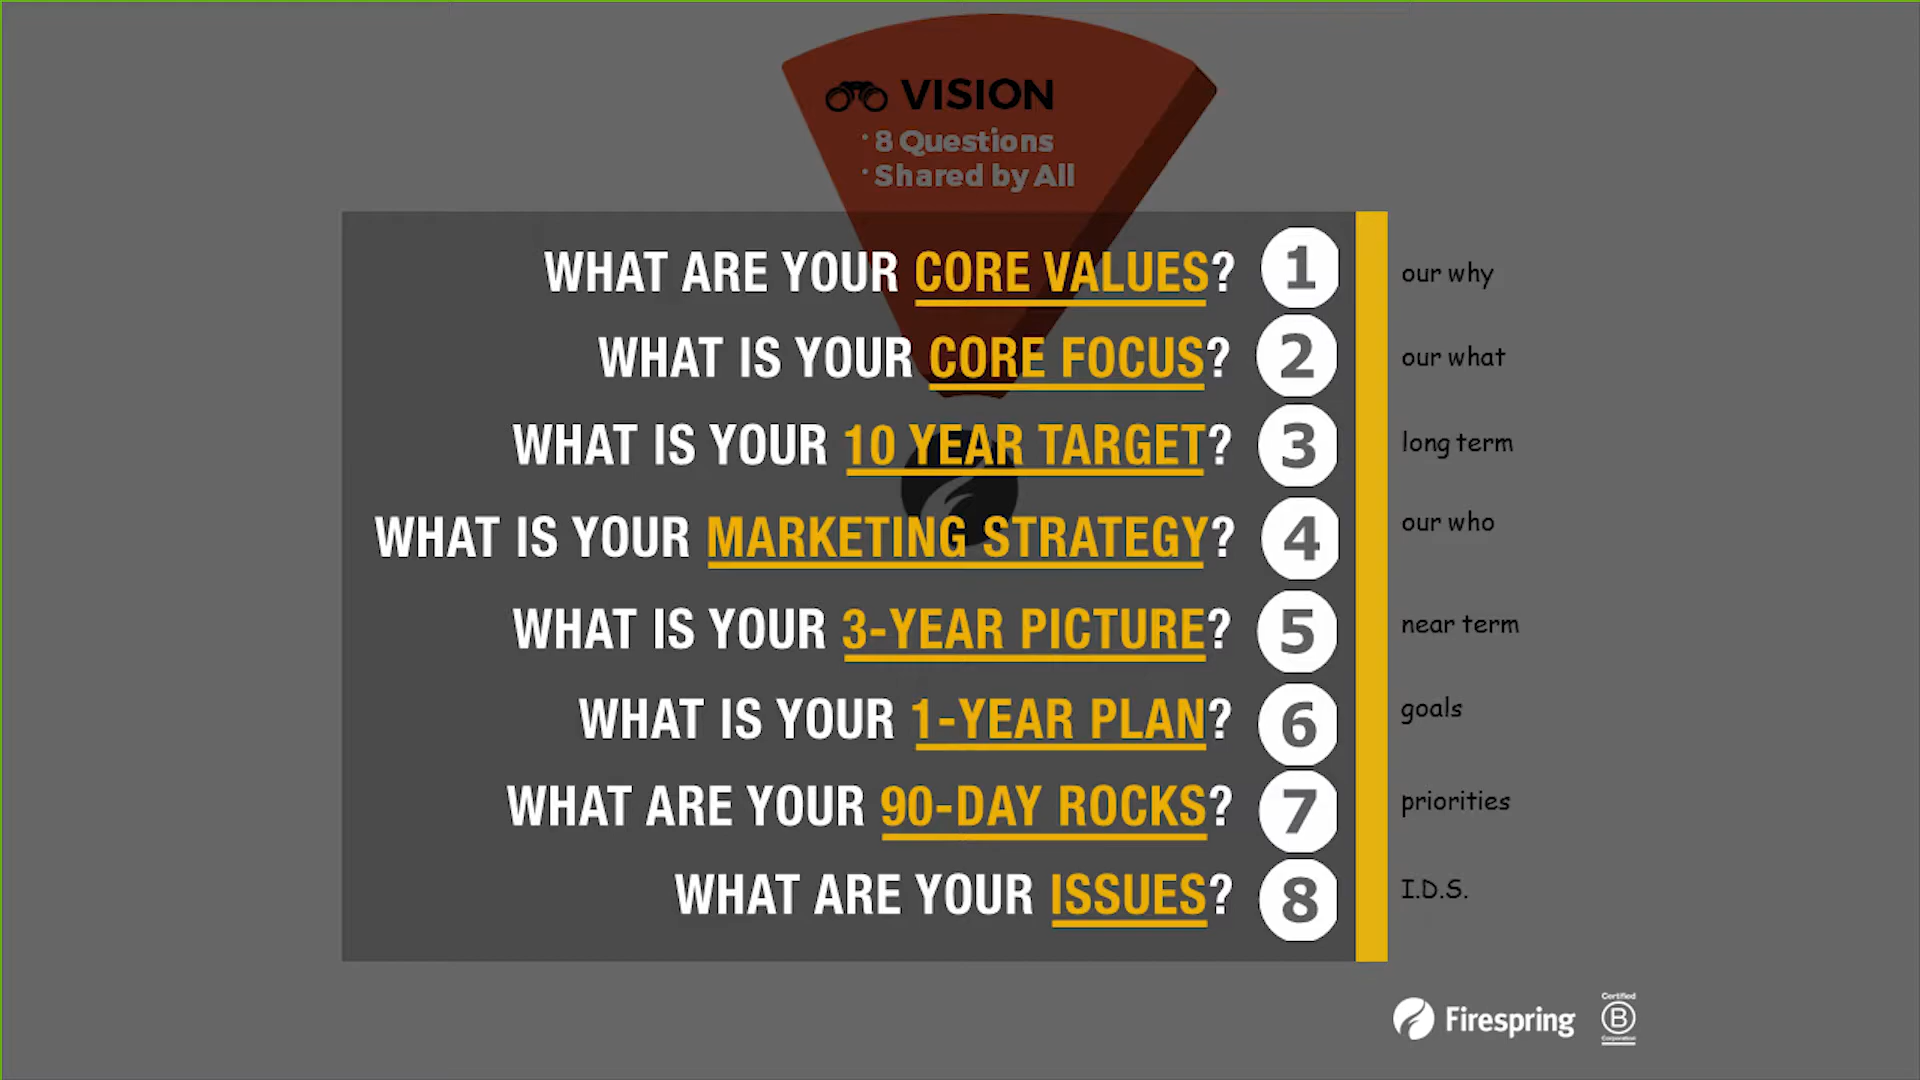 VISION
· 8 Questions
· Shared by All
WHAT ARE YOUR CORE VALUES? 1 our why
WHAT IS YOUR CORE FOCUS? 2 our what
WHAT IS YOUR 10 YEAR TARGET? 3 long term
WHAT IS YOUR MARKETING STRATEGY? 4 our who
WHAT IS YOUR 3-YEAR PICTURE? 5 near term
WHAT IS YOUR 1-YEAR PLAN? 6 goals
WHAT ARE YOUR 90-DAY ROCKS? 7 priorities
WHAT ARE YOUR ISSUES? 8 I.D.S.
Certified
Firespring B
Corporation